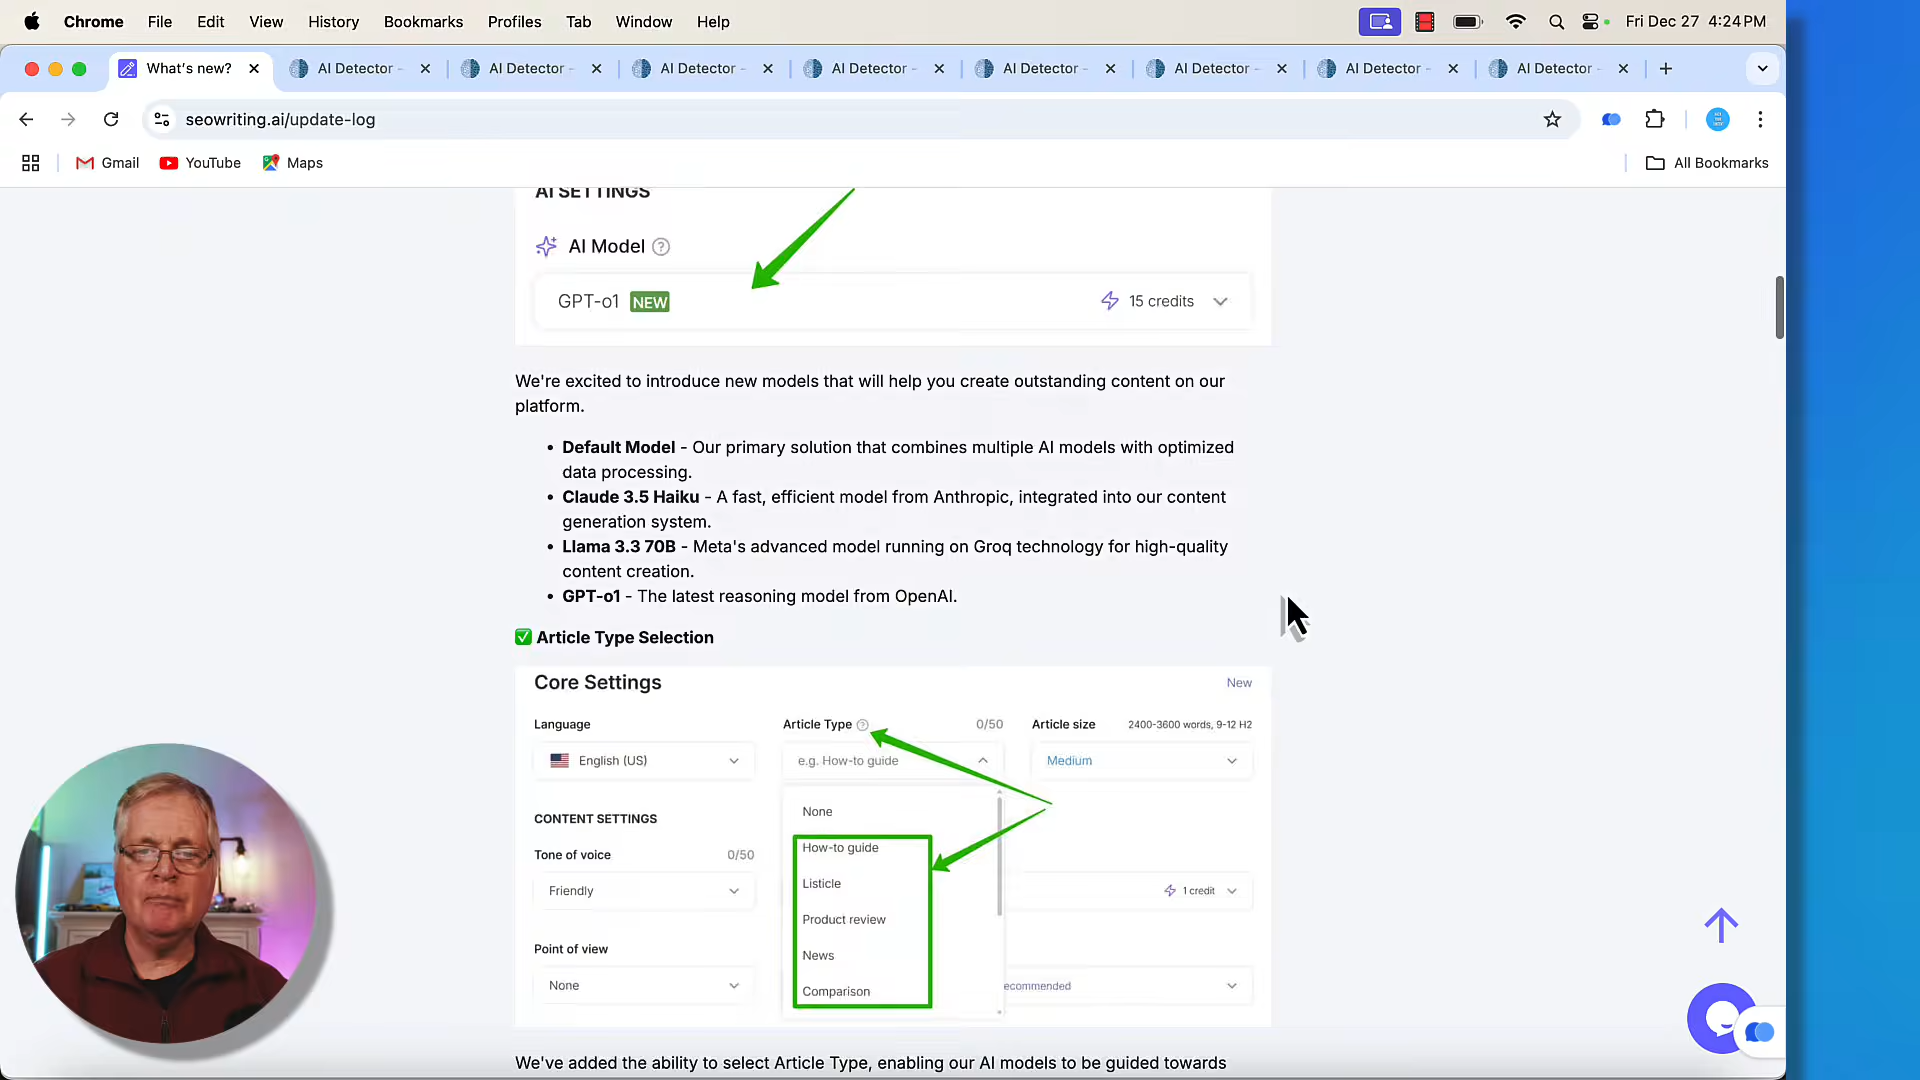 Chrome File Edit View History Bookmarks Profiles Tab Window Help Fri Dec 27 4:24 PM
What's new? AI Detector - AI Detector - AI Detector - AI Detector - AI Detector - AI Detector - AI Detector - AI Detector -
seowriting.ai/update-log
Gmail YouTube Maps All Bookmarks
AI SETTINGS
AI Model
GPT-o1 NEW 15 credits
We're excited to introduce new models that will help you create outstanding content on our
platform.
• Default Model - Our primary solution that combines multiple AI models with optimized
data processing.
• Claude 3.5 Haiku - A fast, efficient model from Anthropic, integrated into our content
generation system.
• Llama 3.3 70B - Meta's advanced model running on Groq technology for high-quality
content creation.
• GPT-o1 - The latest reasoning model from OpenAI.
✅ Article Type Selection
Core Settings New
Language Article Type 0/50 Article size 2400-3600 words, 9-12 H2
English (US) e.g. How-to guide Medium
None
CONTENT SETTINGS
How-to guide
Tone of voice 0/50
Listicle
Friendly 1 credit
Product review
Point of view
News
None ecommended
Comparison
We've added the ability to select Article Type, enabling our AI models to be guided towards